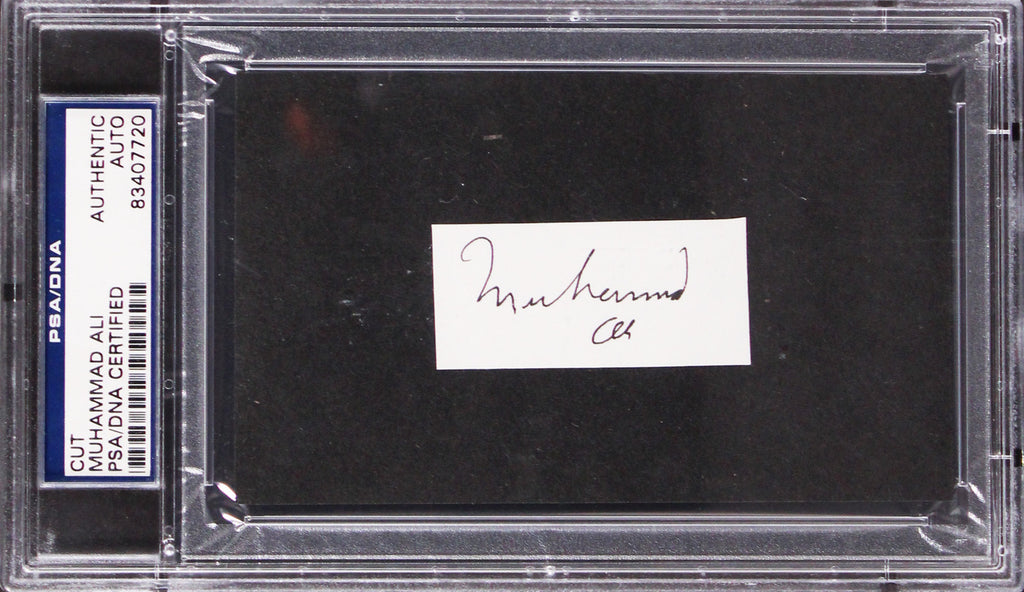 PSA/DNA
CUT
MUHAMMAD ALI
PSA/DNA CERTIFIED
AUTHENTIC
AUTO
83407720
Muhammad
Ali